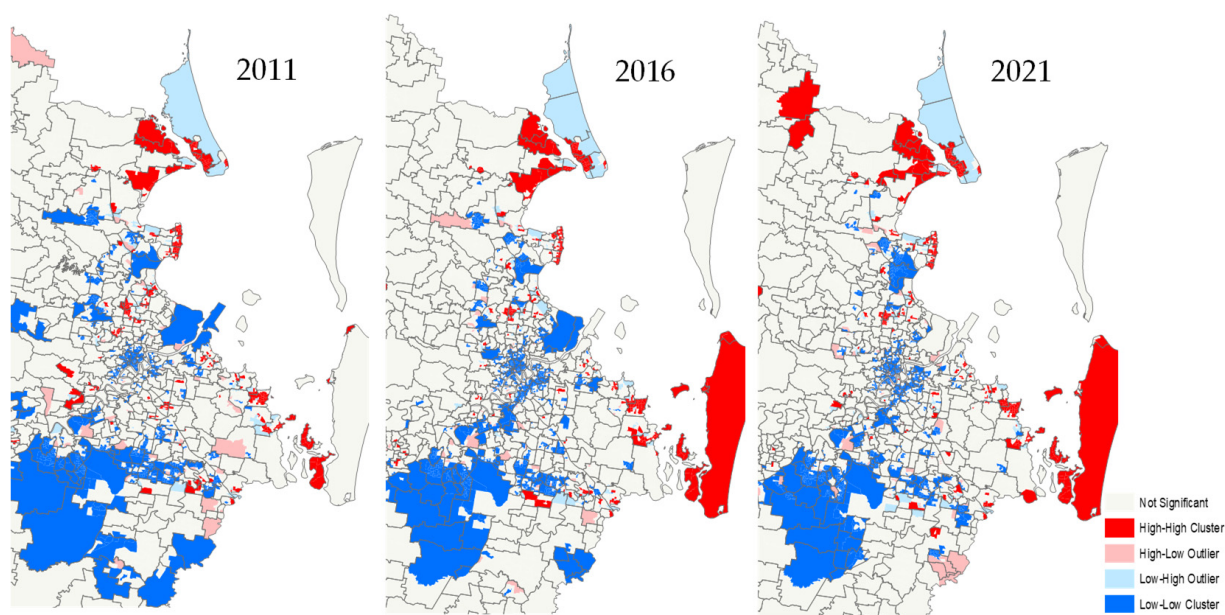 2011
2016
2021
Not Significant
High-High Cluster
High-Low Outlier
Low-High Outlier
Low-Low Cluster